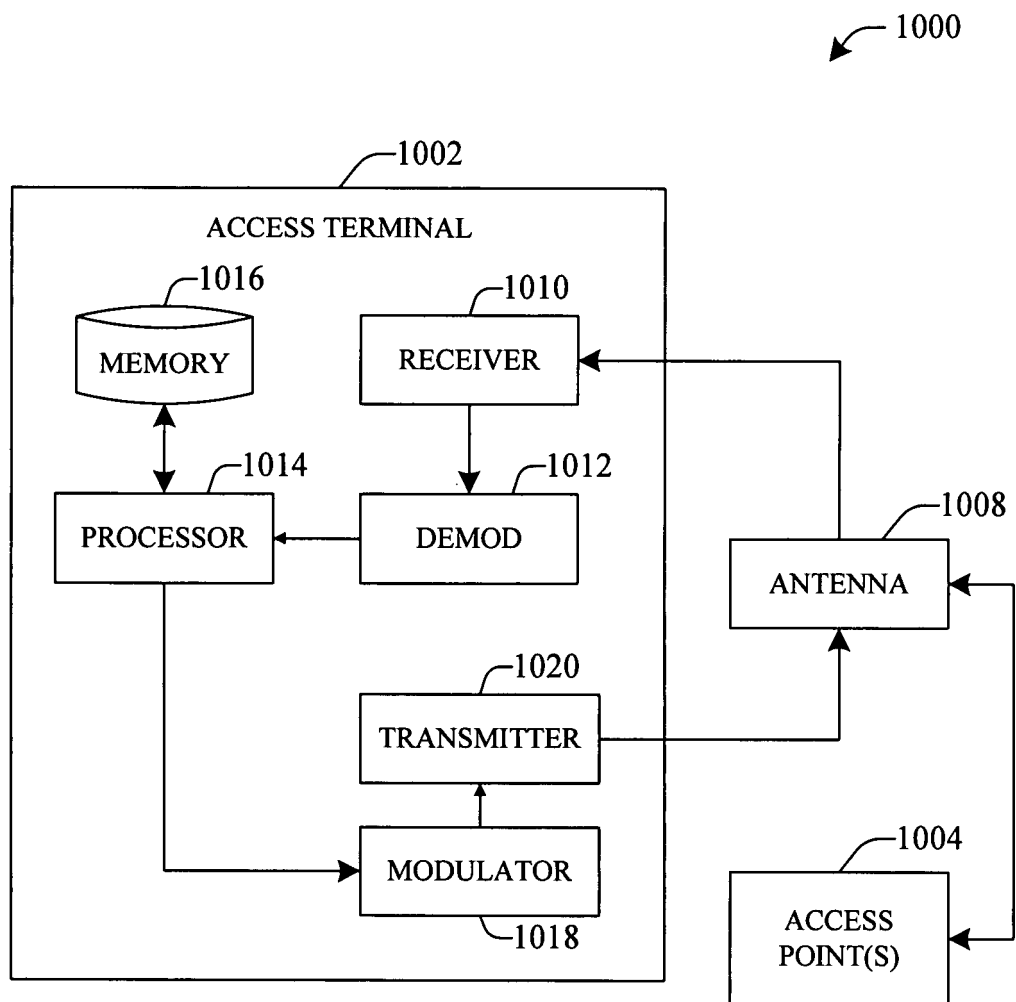 1000
1002
ACCESS TERMINAL
1016
1010
MEMORY
RECEIVER
1014
1012
1008
PROCESSOR
DEMOD
ANTENNA
1020
TRANSMITTER
1004
MODULATOR
1018
ACCESS
POINT(S)